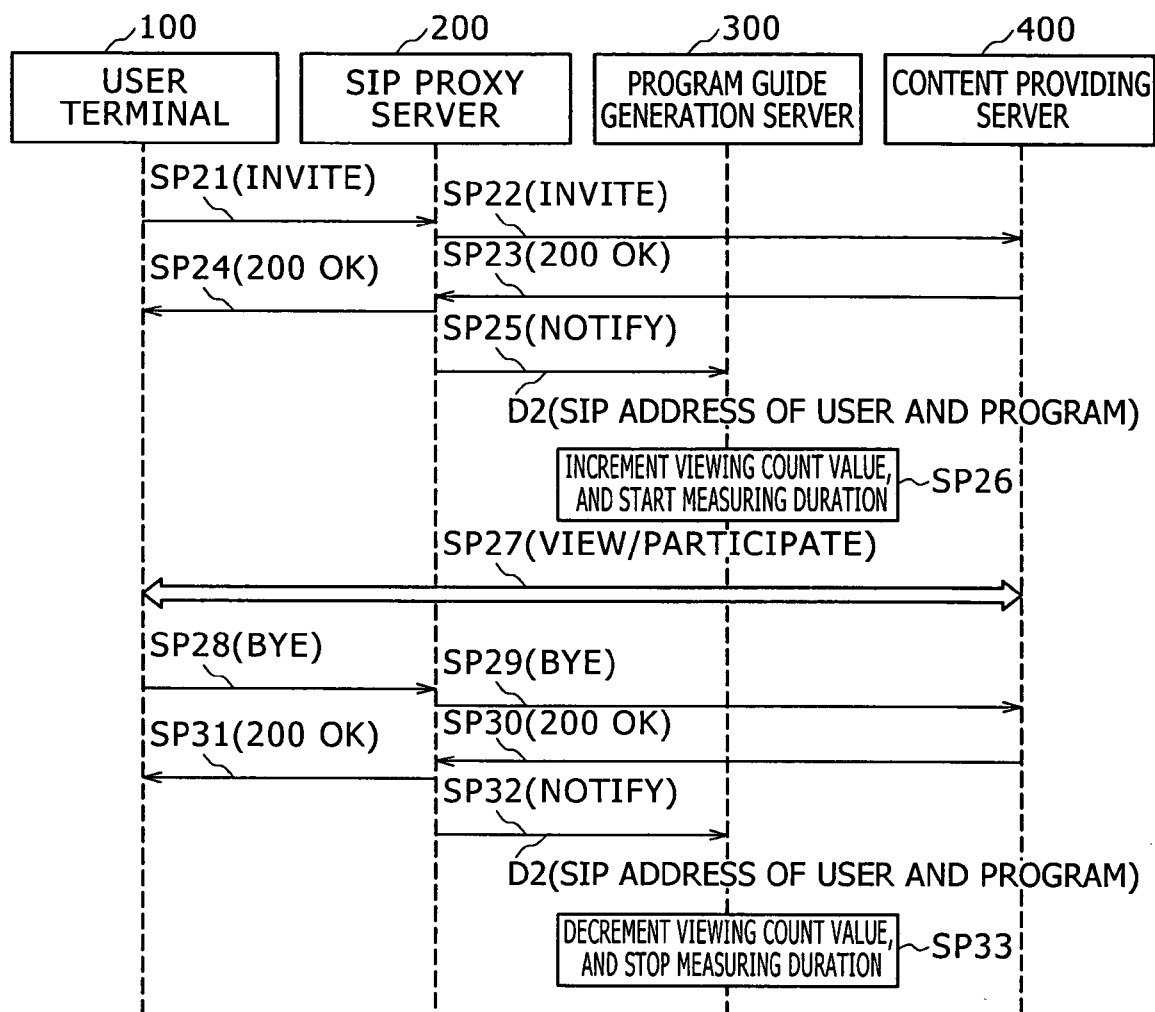 100
200
300
400
USER
TERMINAL
SIP PROXY
SERVER
PROGRAM GUIDE
GENERATION SERVER
CONTENT PROVIDING
SERVER
SP21(INVITE)
SP22(INVITE)
SP23(200 OK)
SP24(200 OK)
SP25(NOTIFY)
D2(SIP ADDRESS OF USER AND PROGRAM)
INCREMENT VIEWING COUNT VALUE,
AND START MEASURING DURATION
SP26
SP27(VIEW/PARTICIPATE)
SP28(BYE)
SP29(BYE)
SP30(200 OK)
SP31(200 OK)
SP32(NOTIFY)
D2(SIP ADDRESS OF USER AND PROGRAM)
DECREMENT VIEWING COUNT VALUE,
AND STOP MEASURING DURATION
SP33